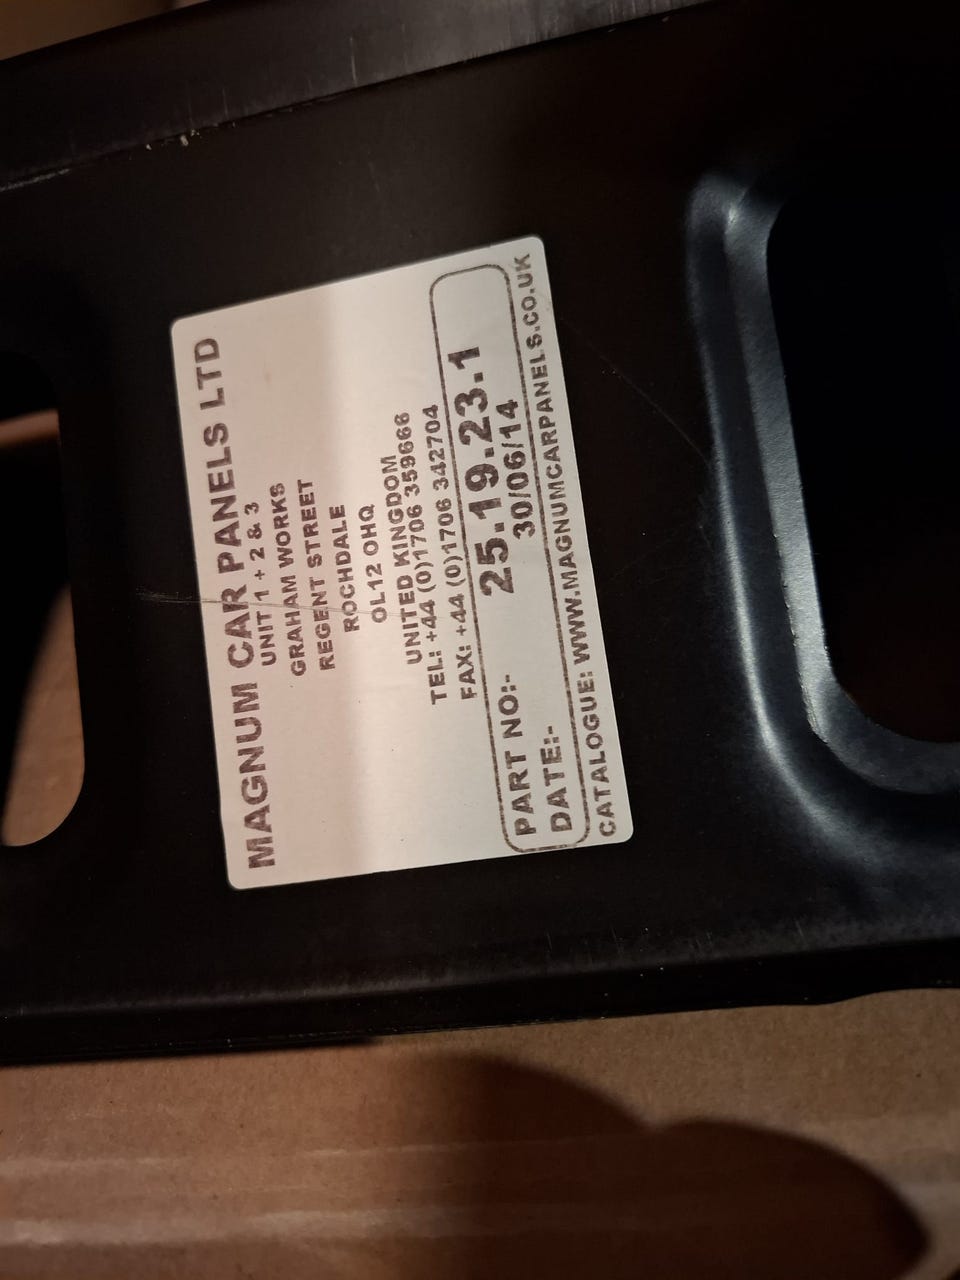 MAGNUM CAR PANELS LTD
UNIT 1 + 2 & 3
GRAHAM WORKS
REGENT STREET
ROCHDALE
OL12 OHQ
UNITED KINGDOM
TEL: +44 (0)1706 359666
FAX: +44 (0)1706 342704
PART NO:- 25.19.23.1
DATE:- 30/06/14
CATALOGUE: WWW.MAGNUMCARPANELS.CO.UK